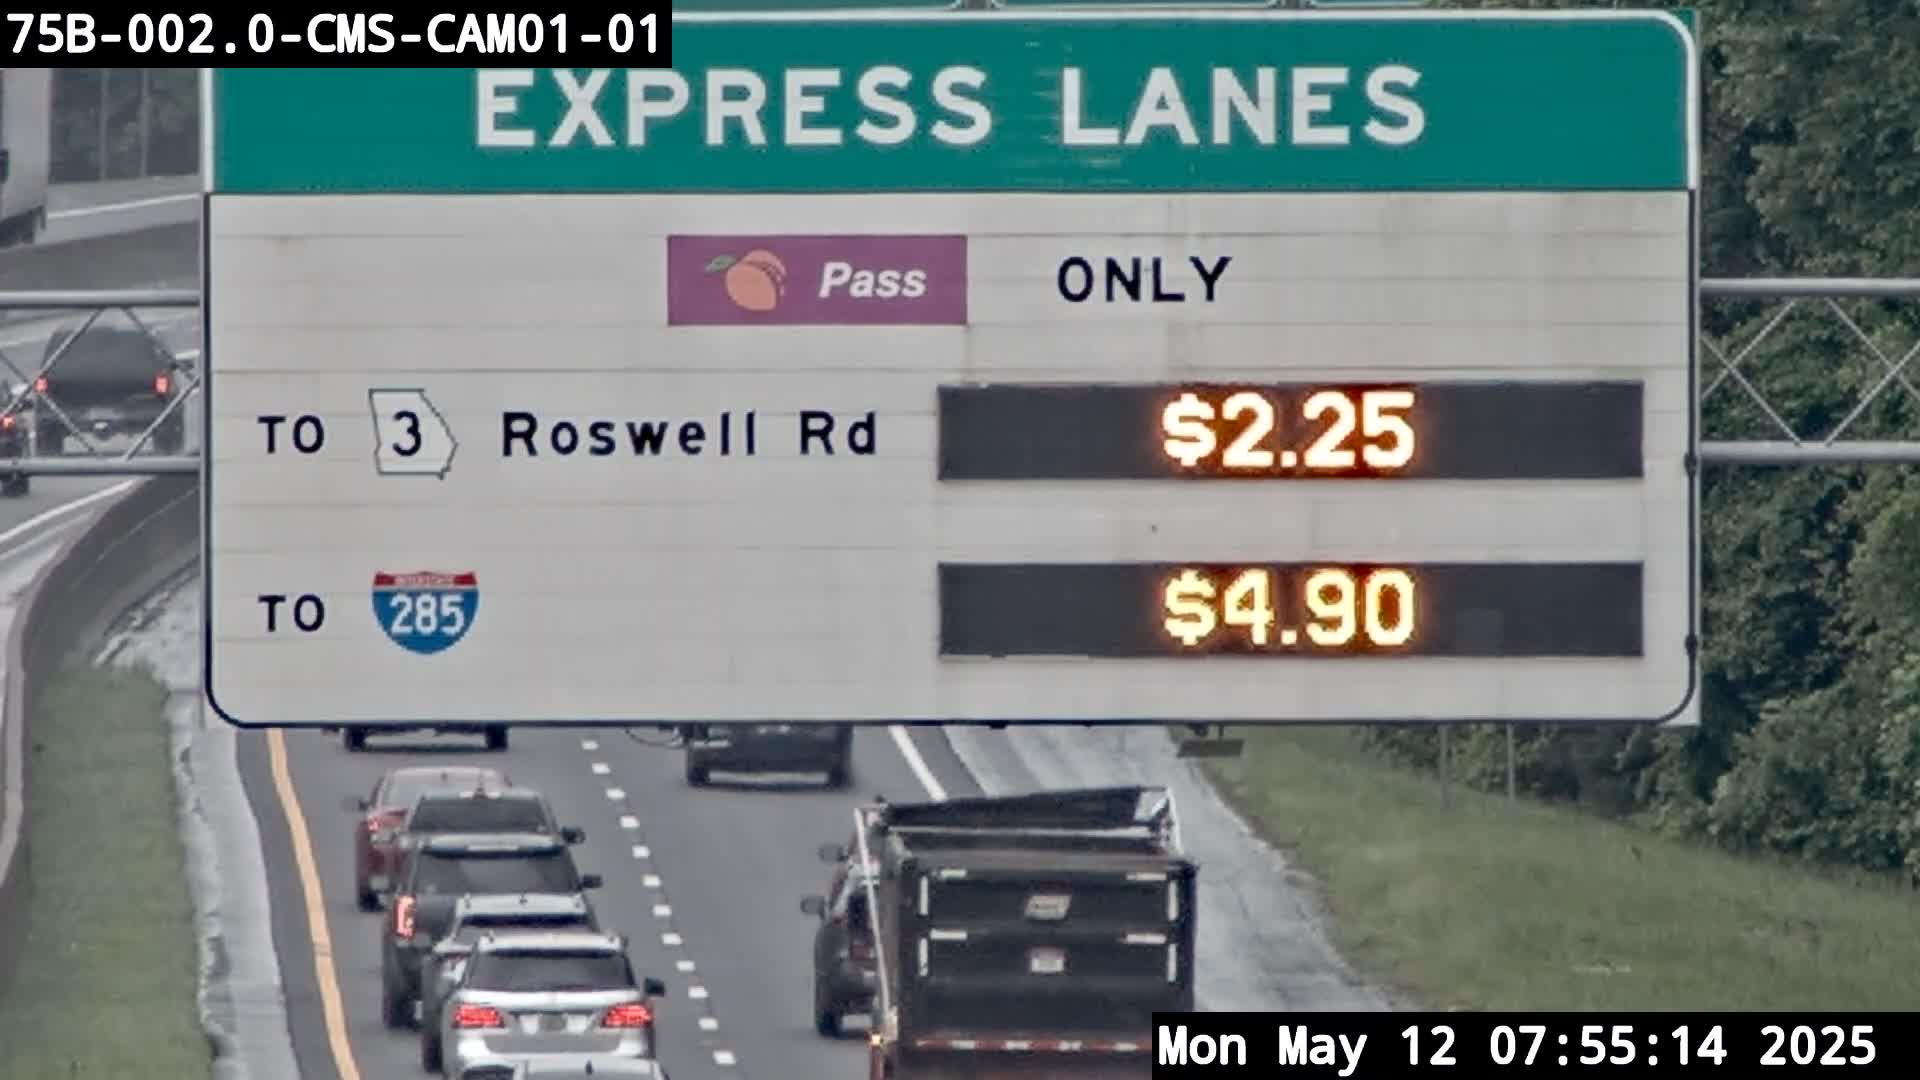 75B-002.0-CMS-CAM01-01
EXPRESS LANES
Pass ONLY
TO 3 Roswell Rd $2.25
INTERSTATE
TO 285 $4.90
Mon May 12 07:55:14 2025